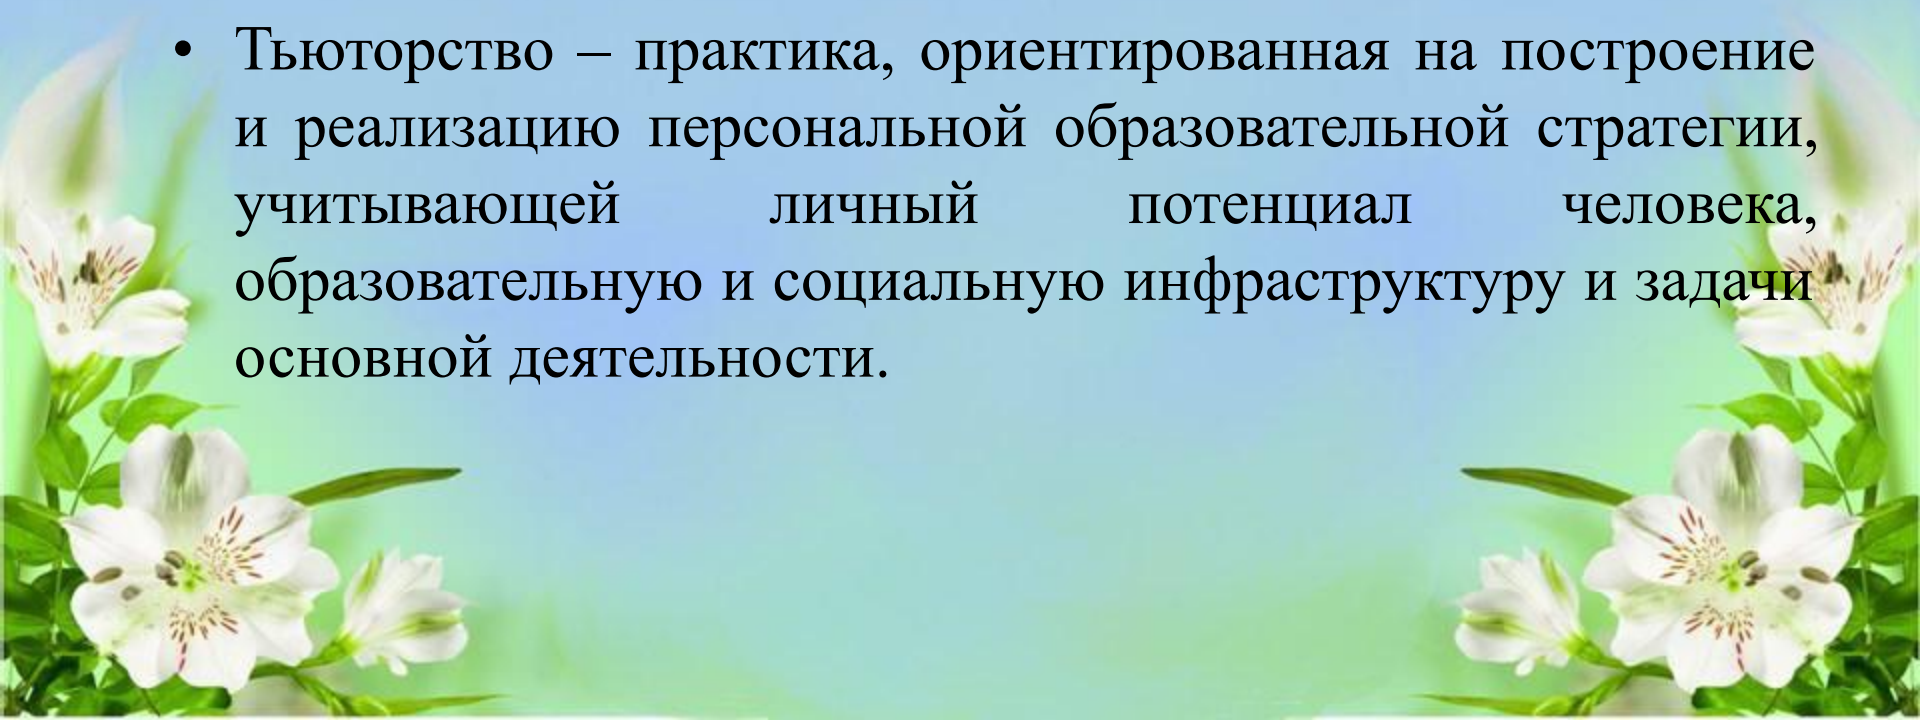 • Тьюторство – практика, ориентированная на построение
и реализацию персональной образовательной стратегии,
учитывающей личный потенциал человека,
образовательную и социальную инфраструктуру и задачи
основной деятельности.